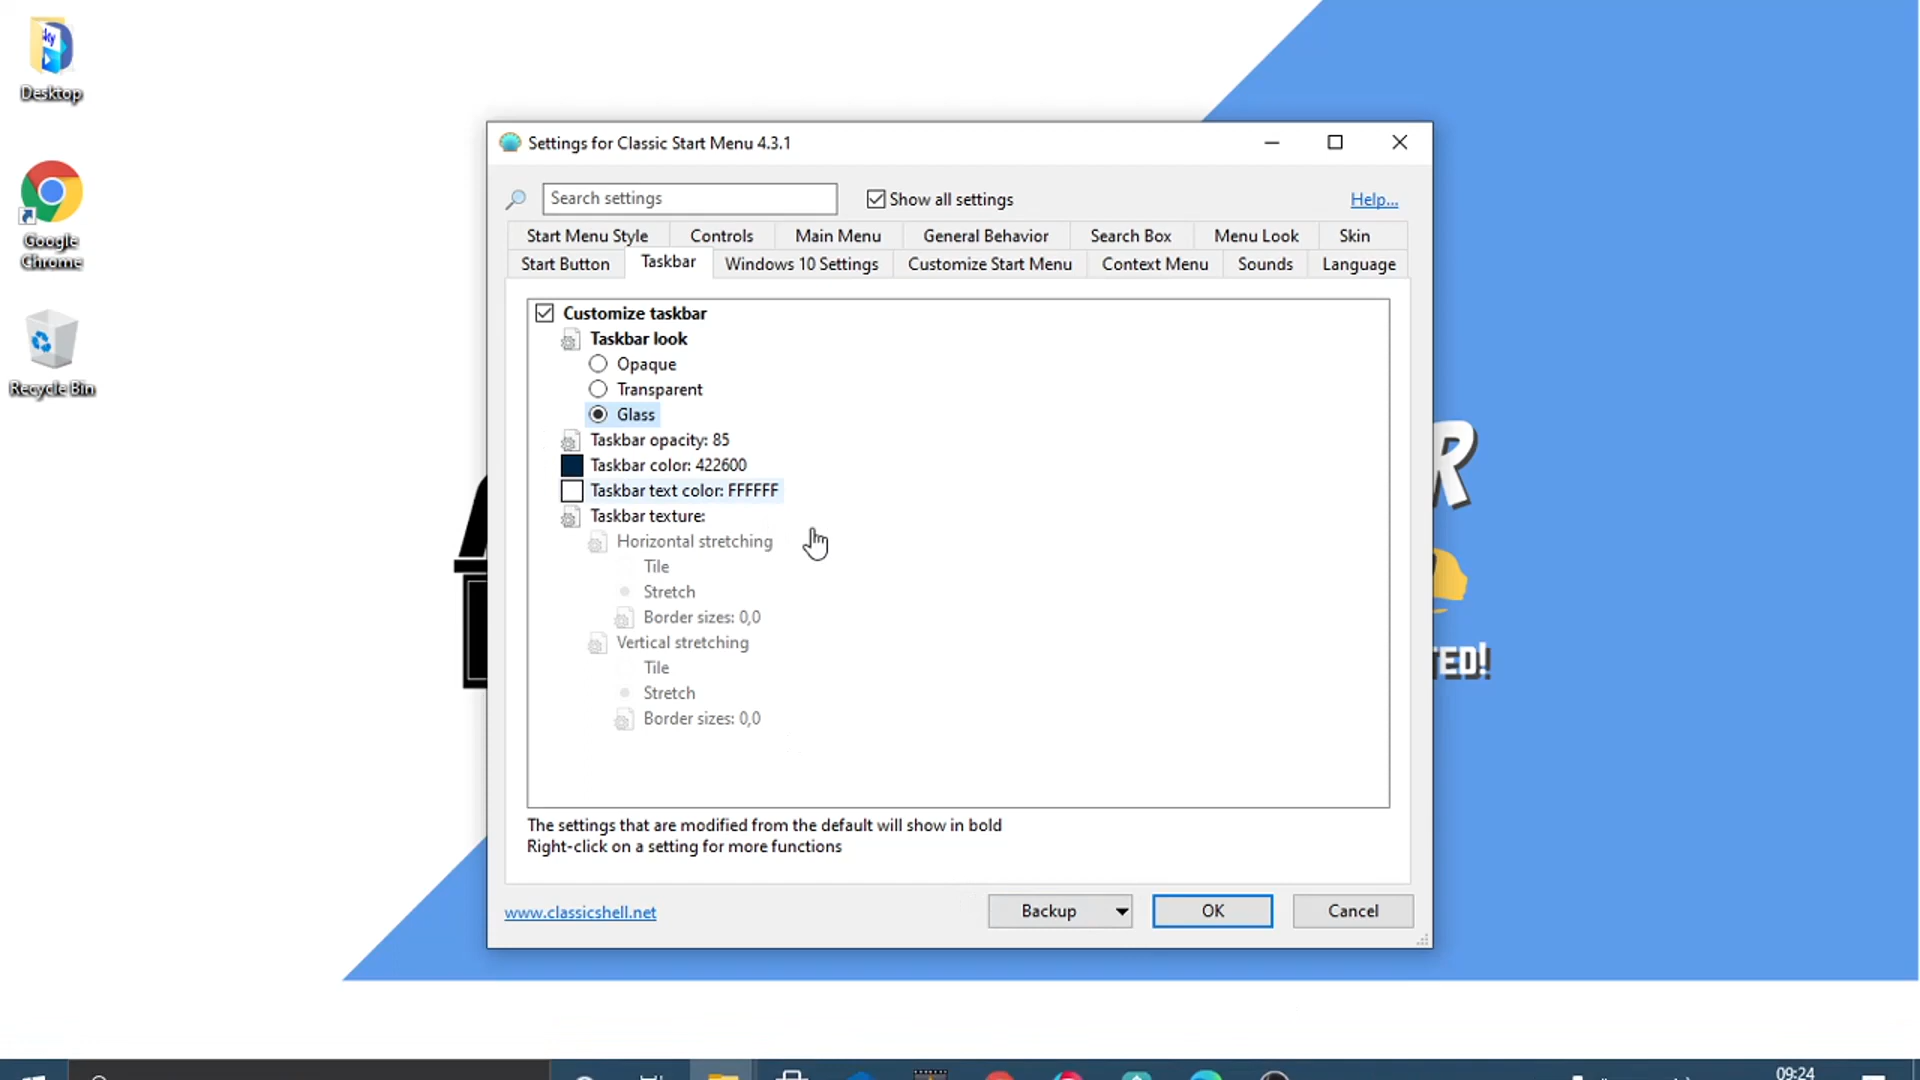 Desktop
Google
Chrome
Recycle Bin
Settings for Classic Start Menu 4.3.1
Search settings
Show all settings
Help...
Start Menu Style
Controls
Main Menu
General Behavior
Search Box
Menu Look
Skin
Start Button
Taskbar
Windows 10 Settings
Customize Start Menu
Context Menu
Sounds
Language
Customize taskbar
Taskbar look
Opaque
Transparent
Glass
Taskbar opacity: 85
Taskbar color: 422600
Taskbar text color: FFFFFF
Taskbar texture:
Horizontal stretching
Tile
Stretch
Border sizes: 0,0
Vertical stretching
Tile
Stretch
Border sizes: 0,0
The settings that are modified from the default will show in bold
Right-click on a setting for more functions
www.classicshell.net
Backup
OK
Cancel
R
TED!
09:24